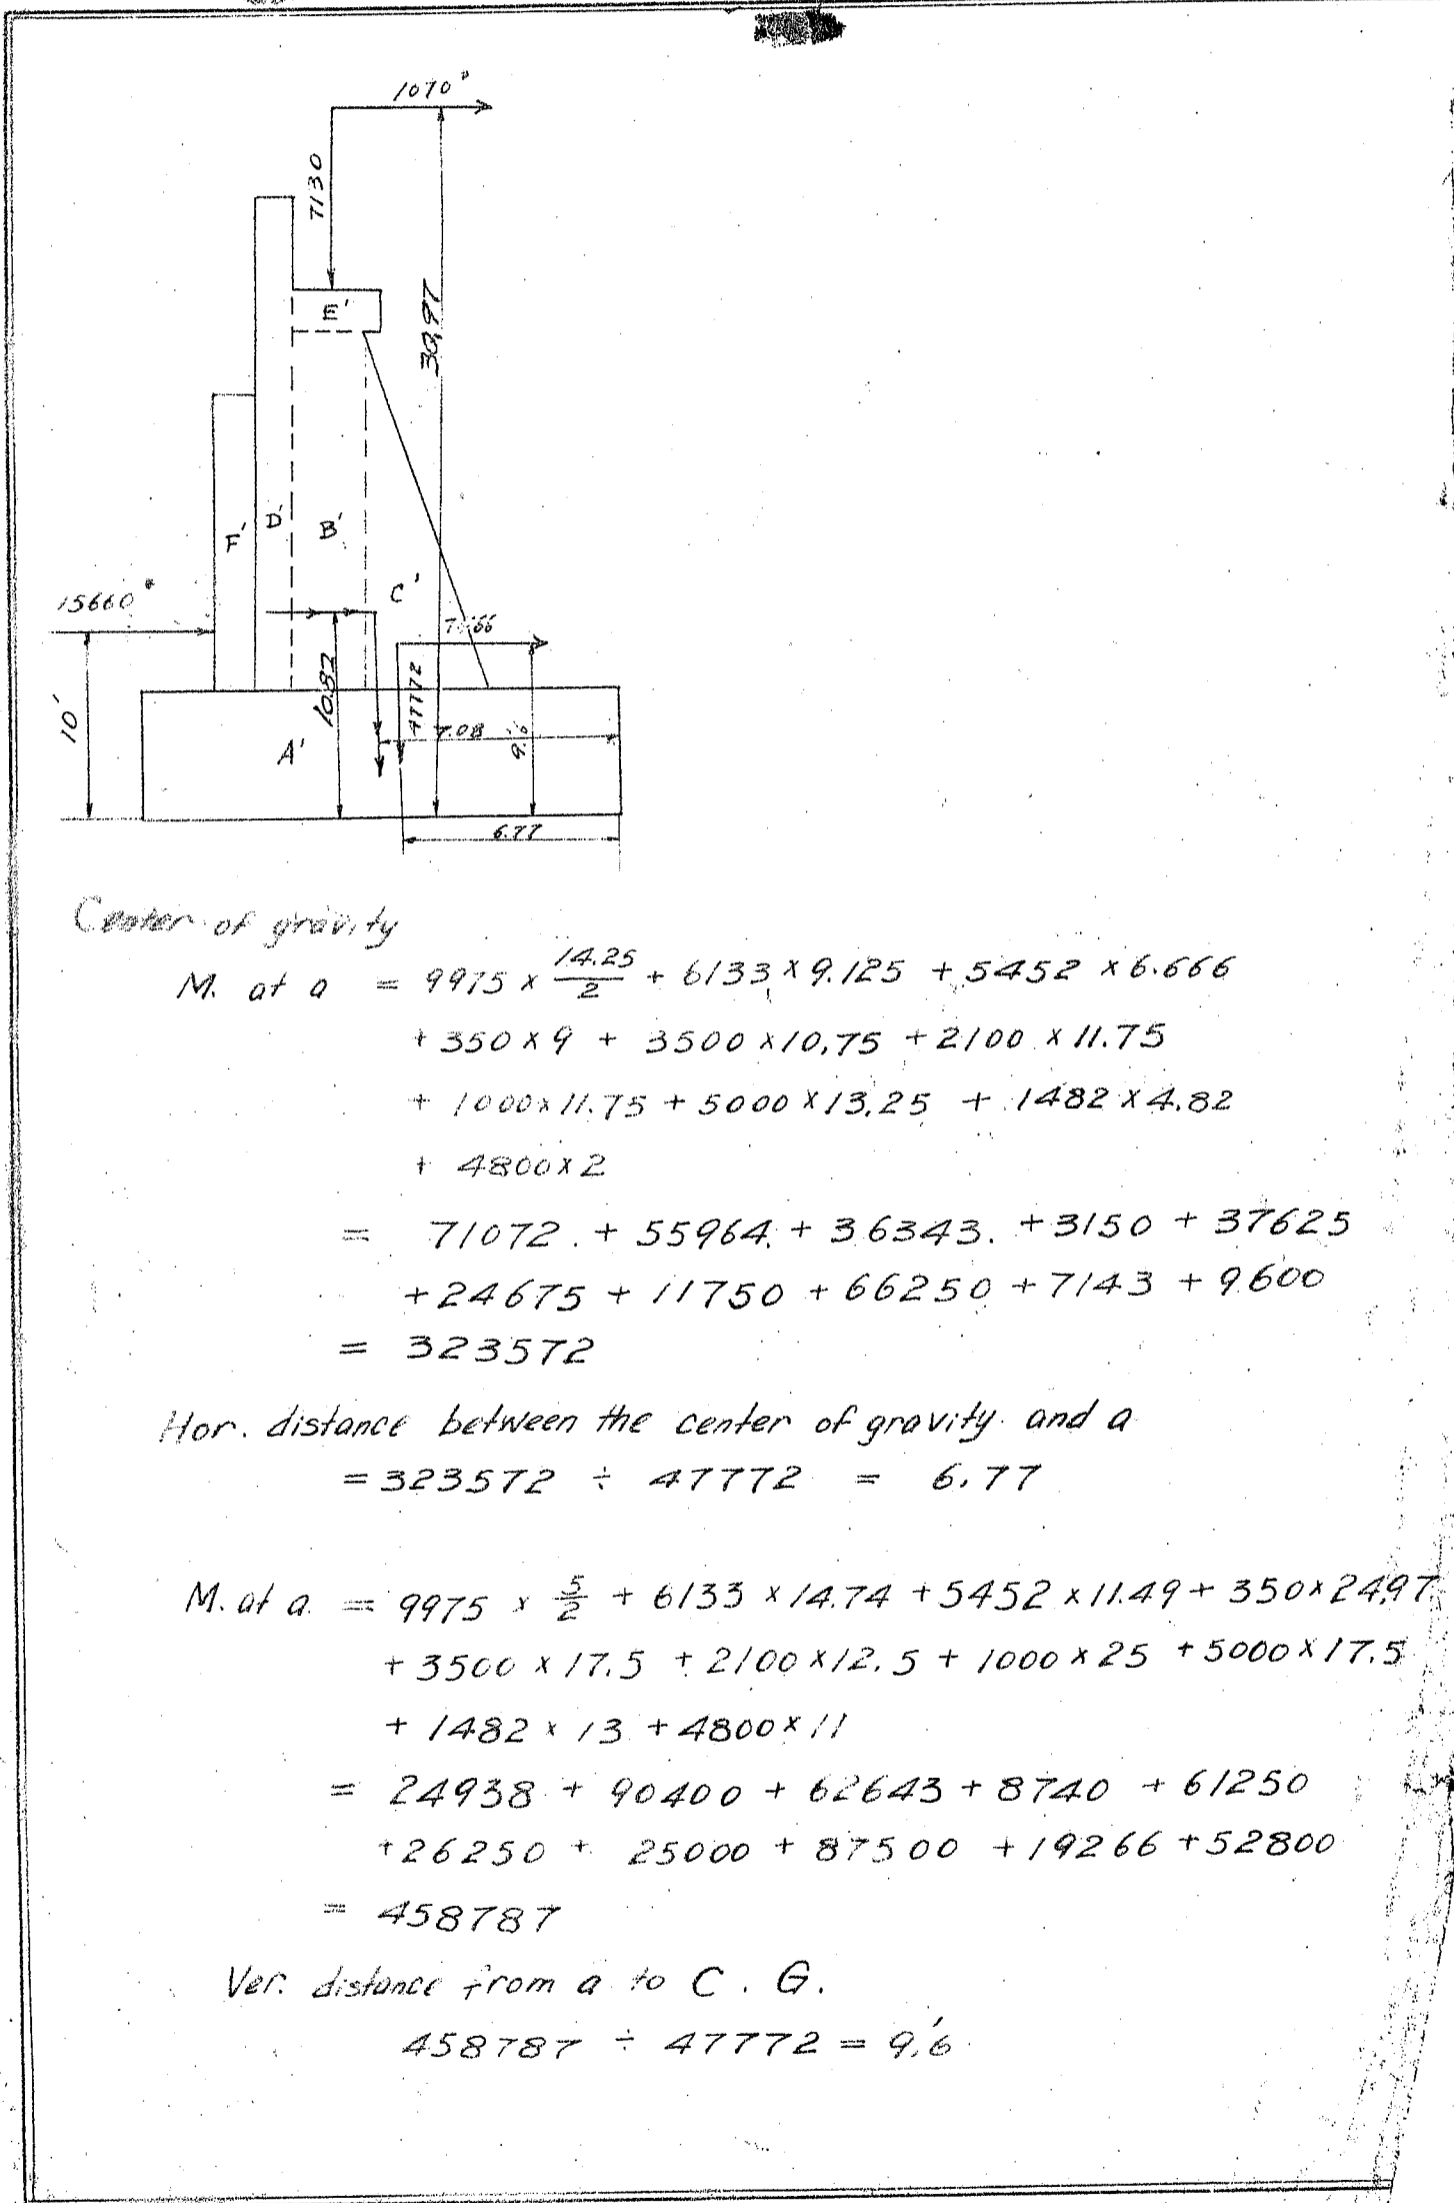 1070#
7130
E'
30.97
F'
D'
B'
C'
15660#
10'
10.82
47772
7.08
9.6'
A'
6.77
Center of gravity
M. at a = 9975 × 14.25/2 + 6133 × 9.125 + 5452 × 6.666
+ 350 × 9 + 3500 × 10.75 + 2100 × 11.75
+ 1000 × 11.75 + 5000 × 13.25 + 1482 × 4.82
+ 4800 × 2
= 71072. + 55964. + 36343. + 3150 + 37625
+ 24675 + 11750 + 66250 + 7143 + 9600
= 323572
Hor. distance between the center of gravity and a
= 323572 ÷ 47772 = 6.77
M. at a. = 9975 × 5/2 + 6133 × 14.74 + 5452 × 11.49 + 350 × 24.97
+ 3500 × 17.5 + 2100 × 12.5 + 1000 × 25 + 5000 × 17.5
+ 1482 × 13 + 4800 × 11
= 24938 + 90400 + 62643 + 8740 + 61250
+ 26250 + 25000 + 87500 + 19266 + 52800
= 458787
Ver. distance from a to C. G.
458787 ÷ 47772 = 9.6'